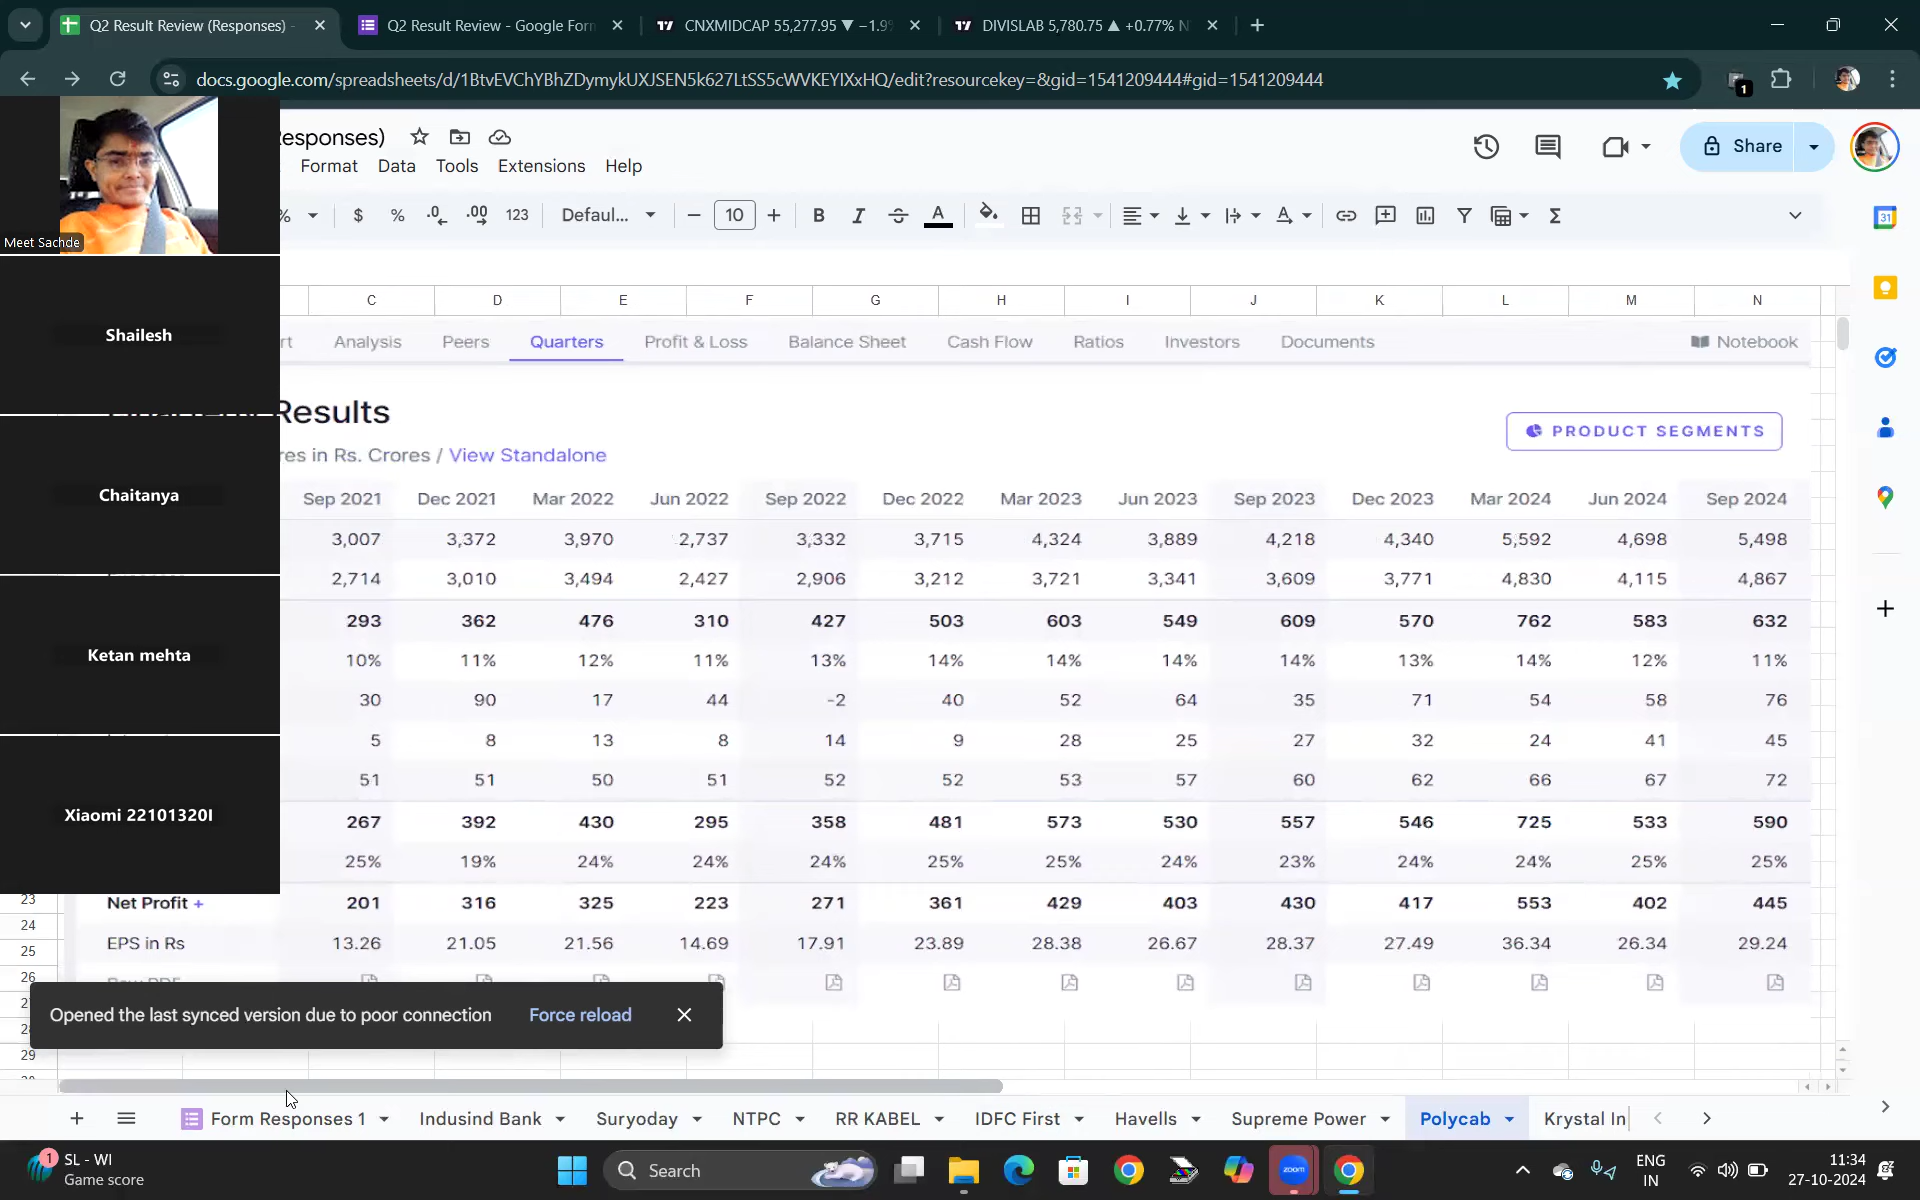 Q2 Result Review (Responses) -
Q2 Result Review - Google Form
CNXMIDCAP 55,277.95 ▼ −1.9%
DIVISLAB 5,780.75 ▲ +0.77% N
docs.google.com/spreadsheets/d/1BtvEVChYBhZDymykUXJSEN5k627LtSS5cWVKEYIXxHQ/edit?resourcekey=&gid=1541209444#gid=1541209444
1
Responses)
Share
Format Data Tools Extensions Help
% $ % .0 .00 123 Defaul... − 10 + B I S A Σ
31
Meet Sachde
C D E F G H I J K L M N
Shailesh
rt Analysis Peers Quarters Profit & Loss Balance Sheet Cash Flow Ratios Investors Documents Notebook
Results
PRODUCT SEGMENTS
res in Rs. Crores / View Standalone
Chaitanya
Sep 2021 Dec 2021 Mar 2022 Jun 2022 Sep 2022 Dec 2022 Mar 2023 Jun 2023 Sep 2023 Dec 2023 Mar 2024 Jun 2024 Sep 2024
3,007 3,372 3,970 2,737 3,332 3,715 4,324 3,889 4,218 4,340 5,592 4,698 5,498
2,714 3,010 3,494 2,427 2,906 3,212 3,721 3,341 3,609 3,771 4,830 4,115 4,867
293 362 476 310 427 503 603 549 609 570 762 583 632
Ketan mehta
10% 11% 12% 11% 13% 14% 14% 14% 14% 13% 14% 12% 11%
30 90 17 44 -2 40 52 64 35 71 54 58 76
5 8 13 8 14 9 28 25 27 32 24 41 45
51 51 50 51 52 52 53 57 60 62 66 67 72
Xiaomi 22101320I
267 392 430 295 358 481 573 530 557 546 725 533 590
25% 19% 24% 24% 24% 25% 25% 24% 23% 24% 24% 25% 25%
23 Net Profit + 201 316 325 223 271 361 429 403 430 417 553 402 445
24
25 EPS in Rs 13.26 21.05 21.56 14.69 17.91 23.89 28.38 26.67 28.37 27.49 36.34 26.34 29.24
26
Opened the last synced version due to poor connection Force reload
29
Form Responses 1 Indusind Bank Suryoday NTPC RR KABEL IDFC First Havells Supreme Power Polycab Krystal In
1
SL - WI
Game score
Search
zoom
ENG
IN
11:34
27-10-2024